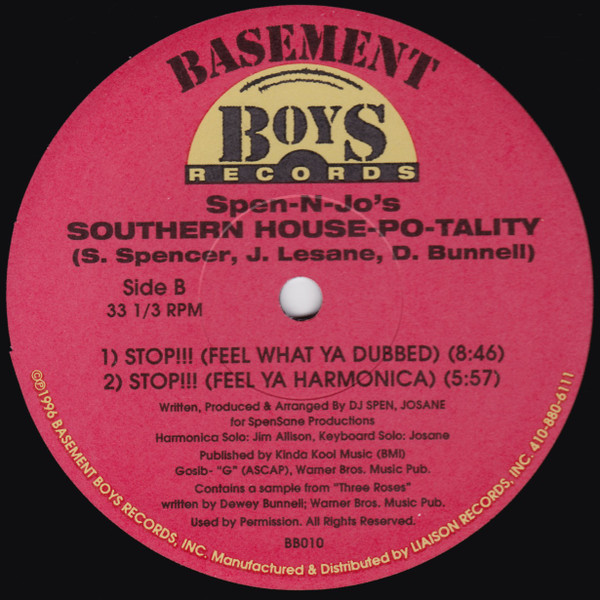 BASEMENT
BOYS
RECORDS
Spen-N-Jo's
SOUTHERN HOUSE-PO-TALITY
(S. Spencer, J. Lesane, D. Bunnell)
Side B
33 1/3 RPM
1) STOP!!! (FEEL WHAT YA DUBBED) (8:46)
2) STOP!!! (FEEL YA HARMONICA) (5:57)
Written, Produced & Arranged By DJ SPEN, JOSANE
for SpenSane Productions
Harmonica Solo: Jim Allison, Keyboard Solo: Josane
Published by Kinda Kool Music (BMI)
Gosib- "G" (ASCAP), Warner Bros. Music Pub.
Contains a sample from "Three Roses"
written by Dewey Bunnell; Warner Bros. Music Pub.
Used by Permission. All Rights Reserved.
BB010
©℗1996 BASEMENT BOYS RECORDS, INC. Manufactured & Distributed by LIAISON RECORDS, INC. 410-880-6111